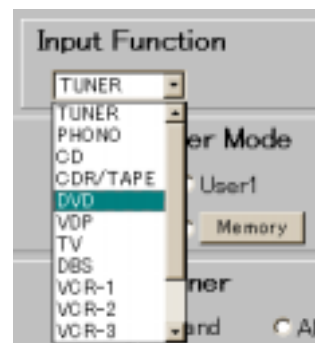 Input Function
TUNER
TUNER
PHONO
CD
CDR/TAPE
DVD
VDP
TV
DBS
VCR-1
VCR-2
VCR-3
er Mode
User1
Memory
ner
and